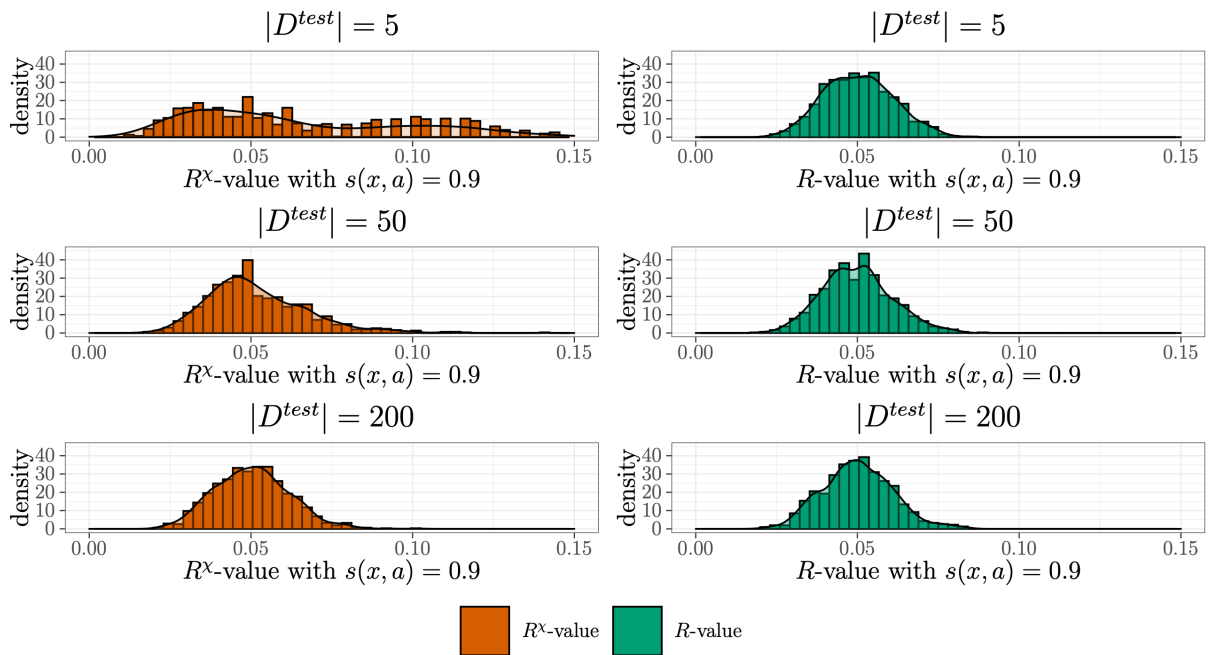 |D^{test}| = 5
density
40
30
20
10
0
0.00 0.05 0.10 0.15
R^χ-value with s(x, a) = 0.9
|D^{test}| = 5
density
40
30
20
10
0
0.00 0.05 0.10 0.15
R-value with s(x, a) = 0.9
|D^{test}| = 50
density
40
30
20
10
0
0.00 0.05 0.10 0.15
R^χ-value with s(x, a) = 0.9
|D^{test}| = 50
density
40
30
20
10
0
0.00 0.05 0.10 0.15
R-value with s(x, a) = 0.9
|D^{test}| = 200
density
40
30
20
10
0
0.00 0.05 0.10 0.15
R^χ-value with s(x, a) = 0.9
|D^{test}| = 200
density
40
30
20
10
0
0.00 0.05 0.10 0.15
R-value with s(x, a) = 0.9
R^χ-value R-value